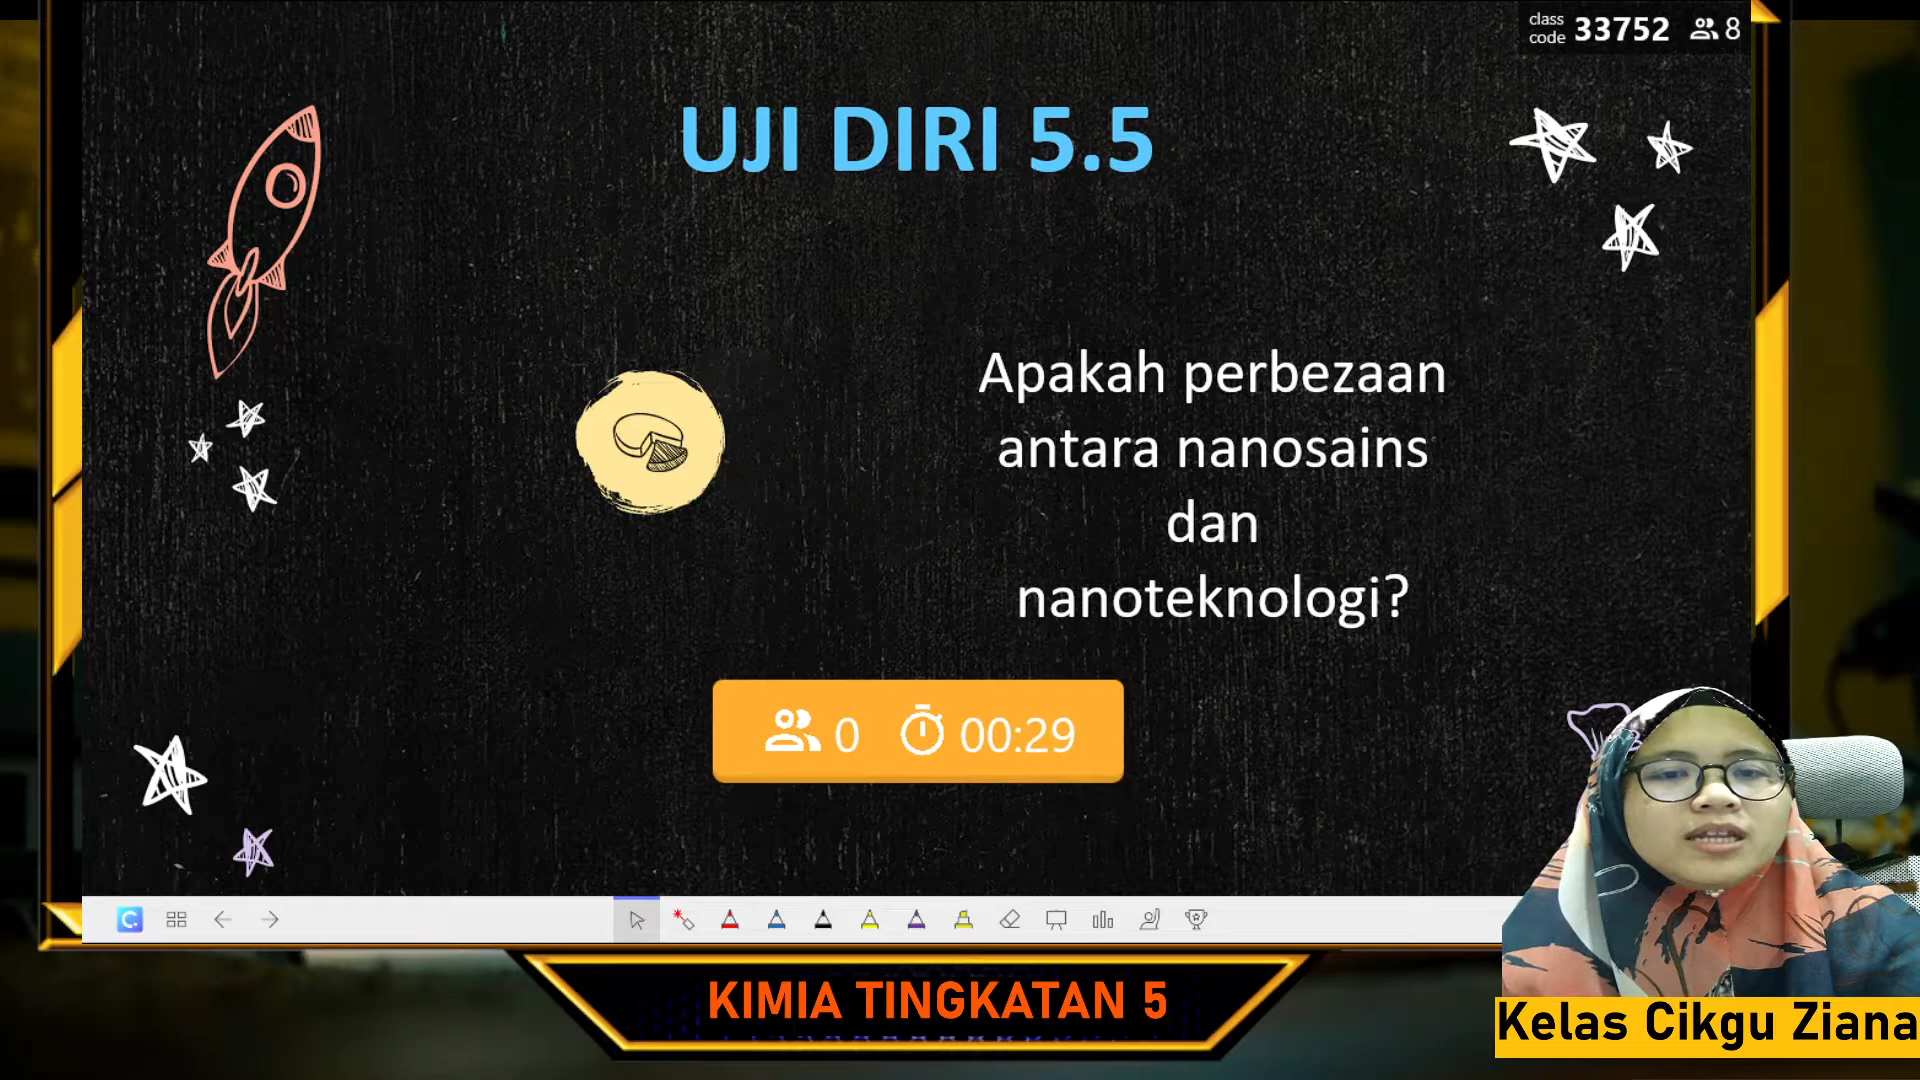 class code 33752 8
UJI DIRI 5.5
Apakah perbezaan
antara nanosains
dan
nanoteknologi?
0 00:29
C.
KIMIA TINGKATAN 5
Kelas Cikgu Ziana